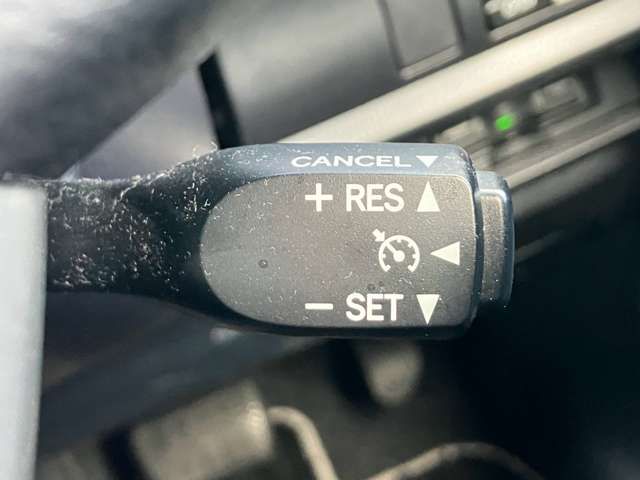 CANCEL ▼
+ RES ▲
◀
− SET ▼